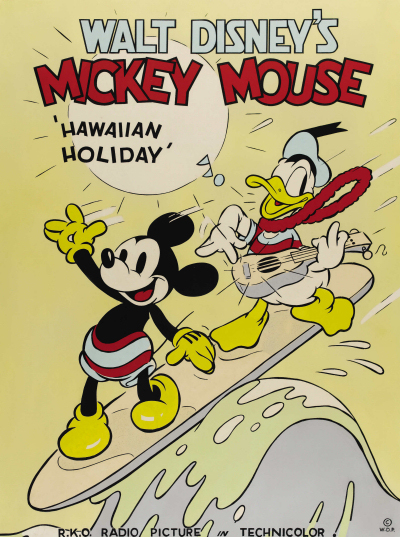 WALT DISNEY'S
MICKEY MOUSE
'HAWAIIAN
HOLIDAY'
R.K.O. RADIO PICTURE IN TECHNICOLOR.
©
W.D.P.